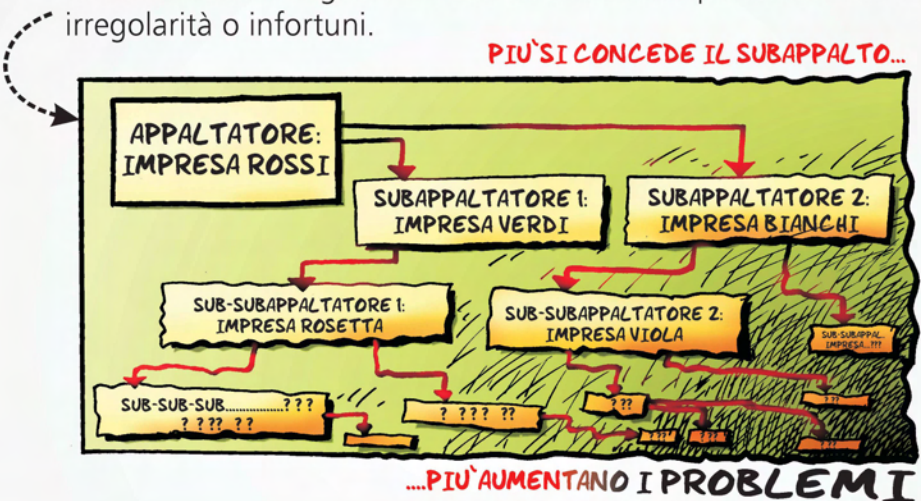 irregolarità o infortuni.
PIU`SI CONCEDE IL SUBAPPALTO...
APPALTATORE:
IMPRESA ROSSI
SUBAPPALTATORE 1:
IMPRESA VERDI
SUBAPPALTATORE 2:
IMPRESA BIANCHI
SUB-SUBAPPALTATORE 1:
IMPRESA ROSETTA
SUB-SUBAPPALTATORE 2:
IMPRESA VIOLA
SUB-SUBAPPAL.
IMPRESA...???
SUB-SUB-SUB.................???
? ??? ??
? ??? ??
? ??
? ??
? ??
? ??
? ??
....PIU`AUMENTANO I PROBLEMI